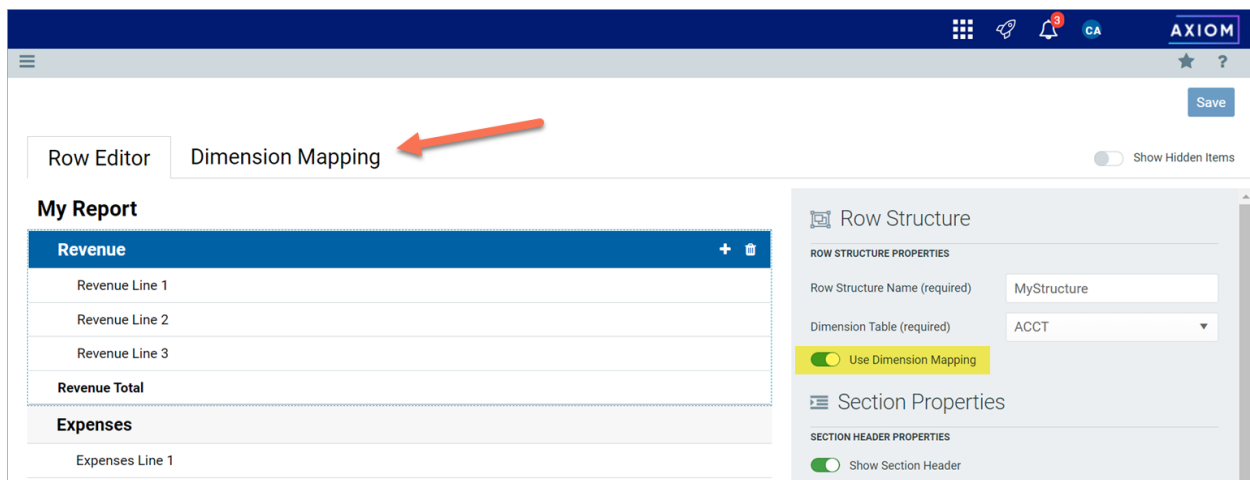 3
CA
AXIOM
?
Save
Row Editor
Dimension Mapping
Show Hidden Items
My Report
Revenue
Revenue Line 1
Revenue Line 2
Revenue Line 3
Revenue Total
Expenses
Expenses Line 1
Row Structure
ROW STRUCTURE PROPERTIES
Row Structure Name (required) MyStructure
Dimension Table (required) ACCT
Use Dimension Mapping
Section Properties
SECTION HEADER PROPERTIES
Show Section Header